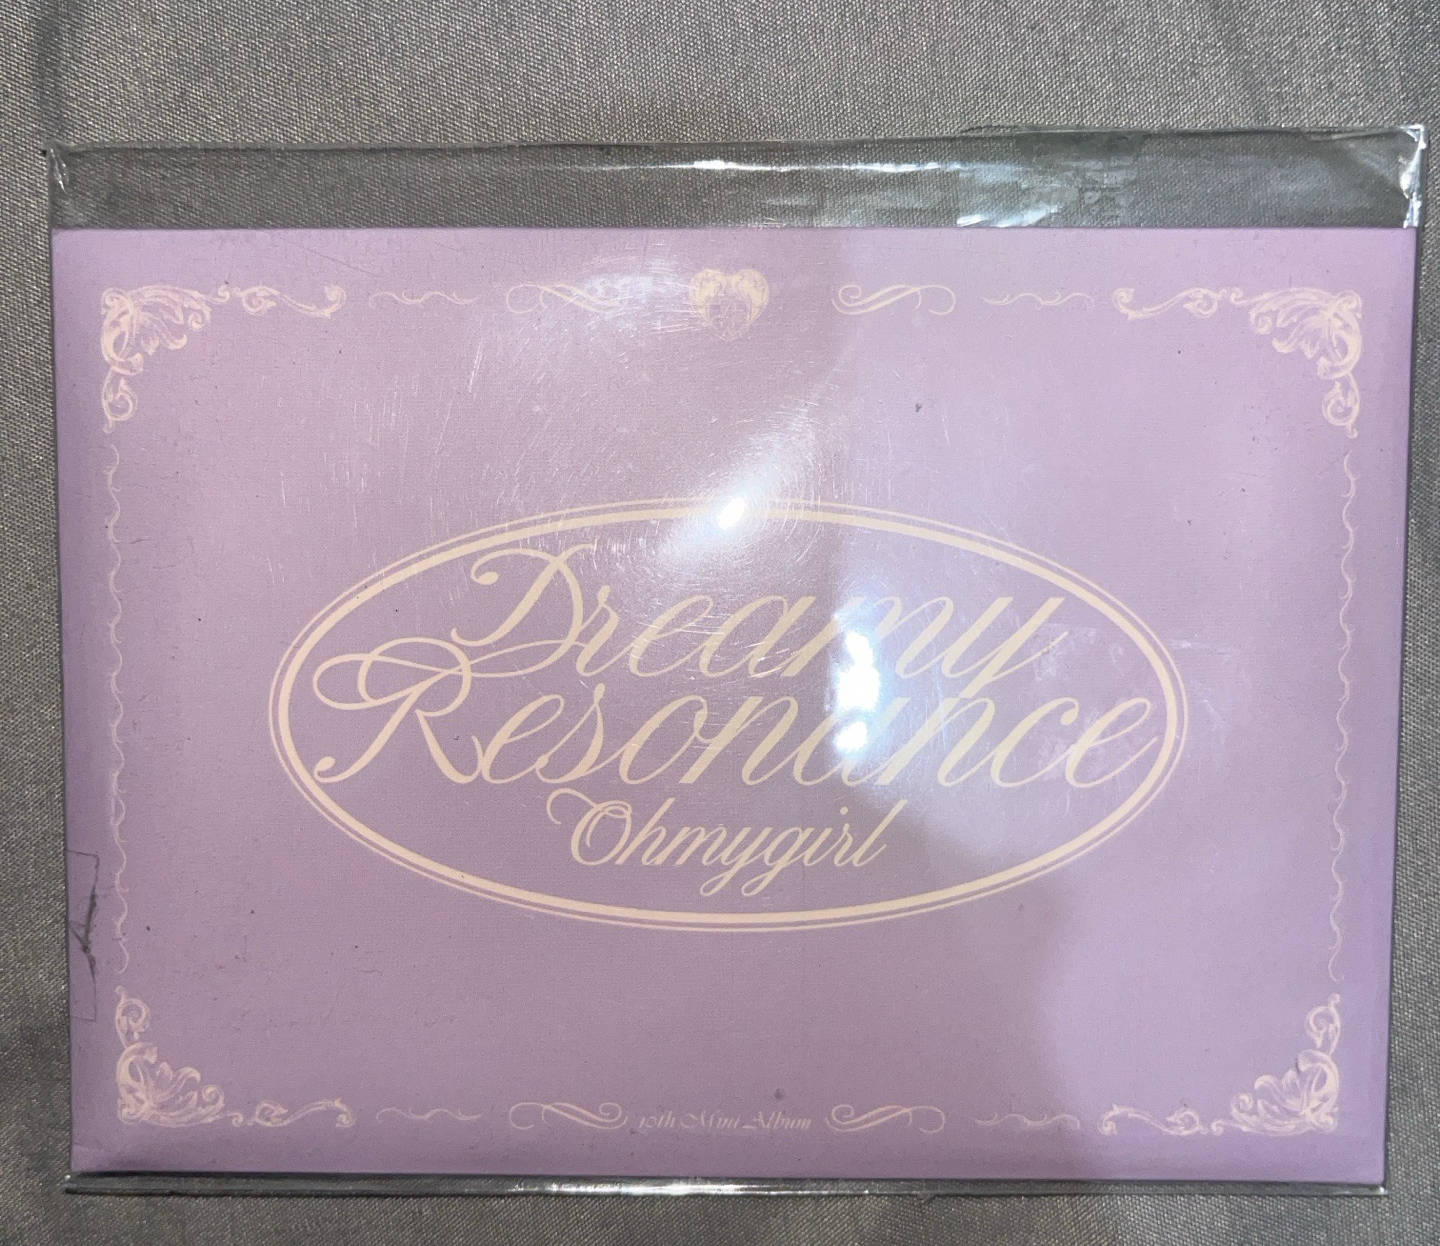 Dreamy
Resonance
Ohmygirl
10th Mini Album